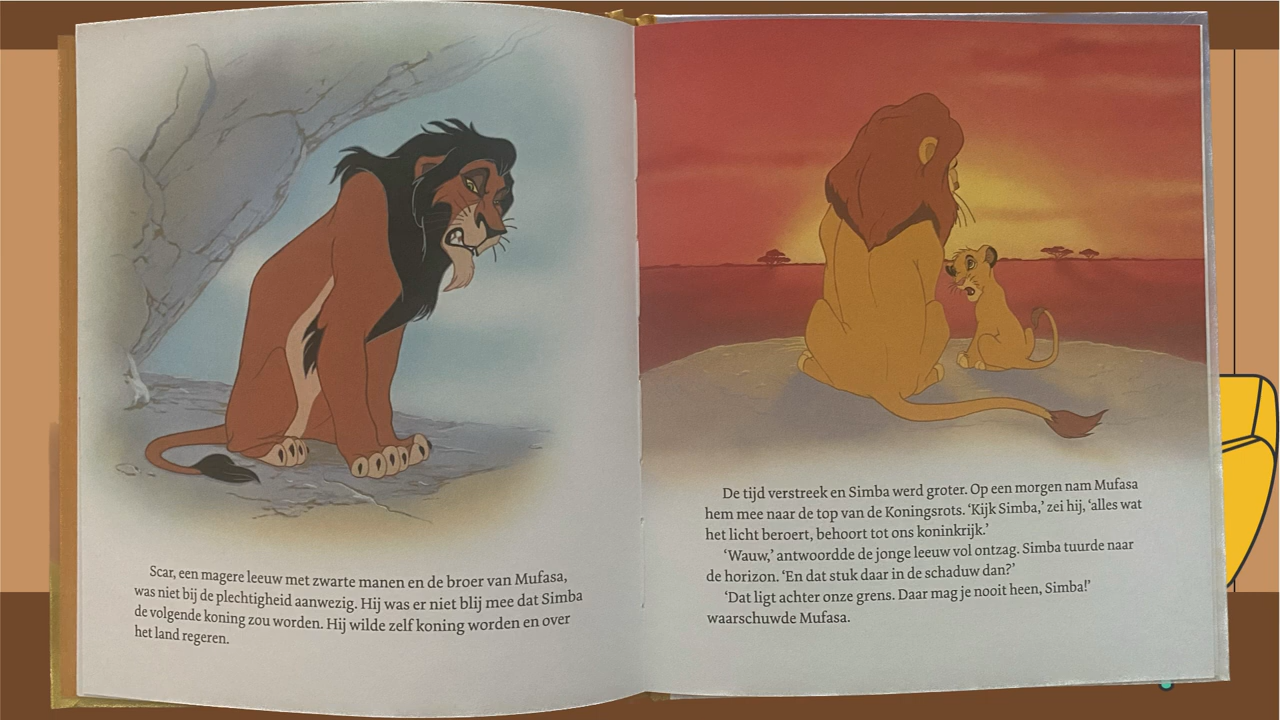 Scar, een magere leeuw met zwarte manen en de broer van Mufasa,
was niet bij de plechtigheid aanwezig. Hij was er niet blij mee dat Simba
de volgende koning zou worden. Hij wilde zelf koning worden en over
het land regeren.
De tijd verstreek en Simba werd groter. Op een morgen nam Mufasa
hem mee naar de top van de Koningsrots. ‘Kijk Simba,’ zei hij, ‘alles wat
het licht beroert, behoort tot ons koninkrijk.’
‘Wauw,’ antwoordde de jonge leeuw vol ontzag. Simba tuurde naar
de horizon. ‘En dat stuk daar in de schaduw dan?’
‘Dat ligt achter onze grens. Daar mag je nooit heen, Simba!’
waarschuwde Mufasa.